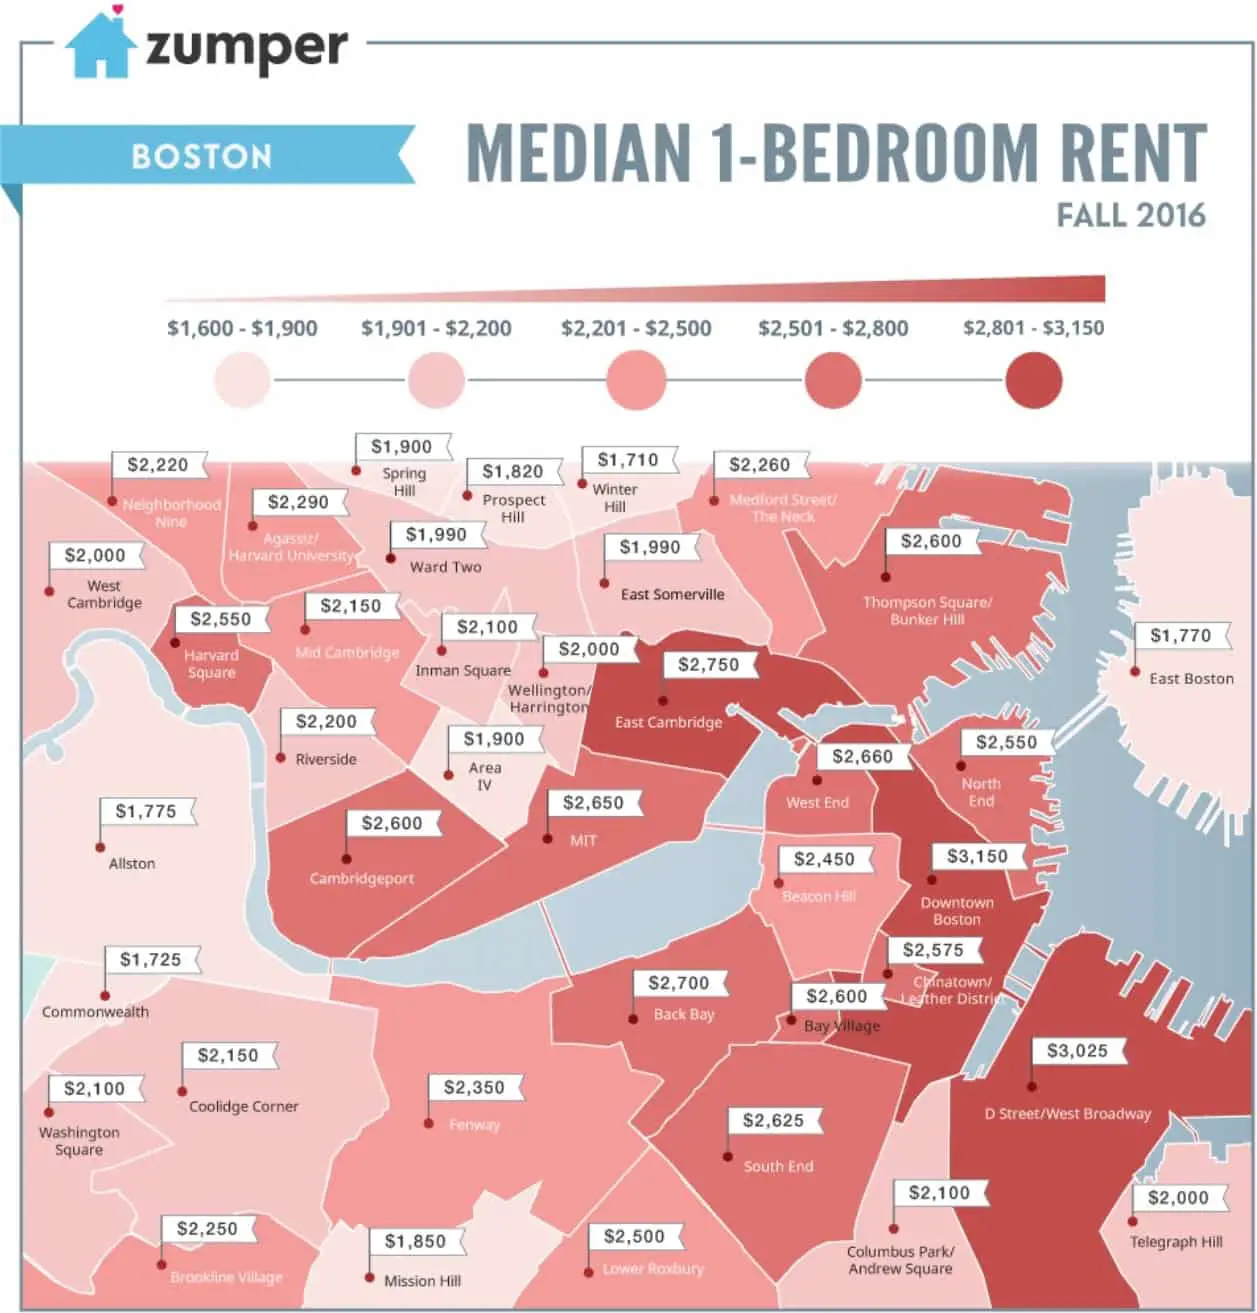 zumper
BOSTON
MEDIAN 1-BEDROOM RENT
FALL 2016
$1,600 - $1,900
$1,901 - $2,200
$2,201 - $2,500
$2,501 - $2,800
$2,801 - $3,150
$2,220
Neighborhood
Nine
$1,900
Spring
Hill
$1,820
Prospect
Hill
$1,710
Winter
Hill
$2,260
Medford Street/
The Neck
$2,290
Agassiz/
Harvard University
$2,000
West
Cambridge
$1,990
Ward Two
$1,990
East Somerville
$2,600
Thompson Square/
Bunker Hill
$2,550
Harvard
Square
$2,150
Mid Cambridge
$2,100
Inman Square
$2,000
Wellington/
Harrington
$2,750
East Cambridge
$1,770
East Boston
$2,200
Riverside
$1,900
Area
IV
$2,660
West End
$2,550
North
End
$1,775
Allston
$2,600
Cambridgeport
$2,650
MIT
$2,450
Beacon Hill
$3,150
Downtown
Boston
$1,725
Commonwealth
$2,700
Back Bay
$2,575
Chinatown/
Leather District
$2,600
Bay Village
$2,150
Coolidge Corner
$2,100
Washington
Square
$2,350
Fenway
$3,025
D Street/West Broadway
$2,625
South End
$2,100
Columbus Park/
Andrew Square
$2,000
Telegraph Hill
$2,250
Brookline Village
$1,850
Mission Hill
$2,500
Lower Roxbury